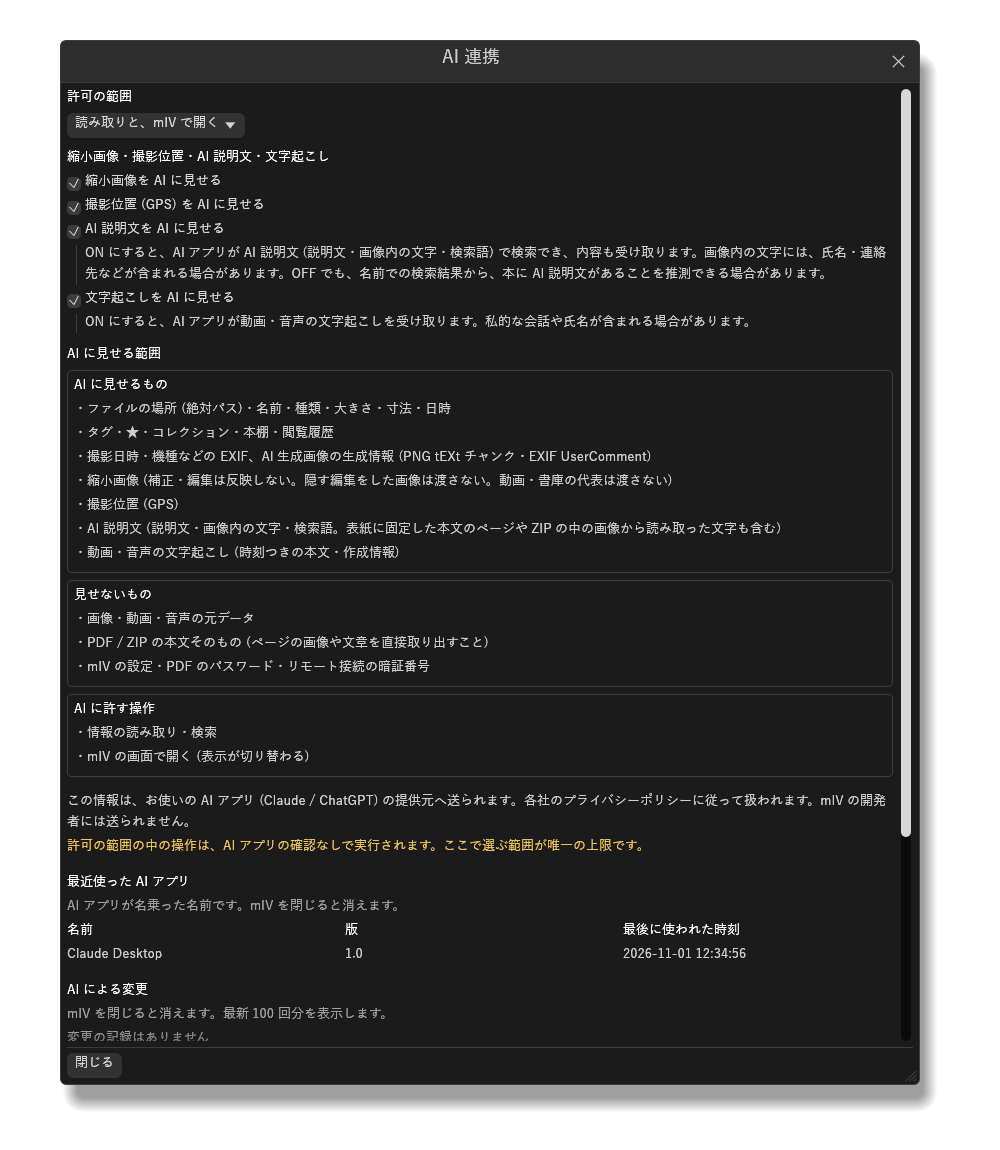 AI 連携
許可の範囲
読み取りと、mIV で開く
縮小画像・撮影位置・AI 説明文・文字起こし
縮小画像を AI に見せる
撮影位置 (GPS) を AI に見せる
AI 説明文を AI に見せる
ON にすると、AI アプリが AI 説明文 (説明文・画像内の文字・検索語) で検索でき、内容も受け取ります。画像内の文字には、氏名・連絡
先などが含まれる場合があります。OFF でも、名前での検索結果から、本に AI 説明文があることを推測できる場合があります。
文字起こしを AI に見せる
ON にすると、AI アプリが動画・音声の文字起こしを受け取ります。私的な会話や氏名が含まれる場合があります。
AI に見せる範囲
AI に見せるもの
・ファイルの場所 (絶対パス)・名前・種類・大きさ・寸法・日時
・タグ・★・コレクション・本棚・閲覧履歴
・撮影日時・機種などの EXIF、AI 生成画像の生成情報 (PNG tEXt チャンク・EXIF UserComment)
・縮小画像 (補正・編集は反映しない。隠す編集をした画像は渡さない。動画・書庫の代表は渡さない)
・撮影位置 (GPS)
・AI 説明文 (説明文・画像内の文字・検索語。表紙に固定した本文のページや ZIP の中の画像から読み取った文字も含む)
・動画・音声の文字起こし (時刻つきの本文・作成情報)
見せないもの
・画像・動画・音声の元データ
・PDF / ZIP の本文そのもの (ページの画像や文章を直接取り出すこと)
・mIV の設定・PDF のパスワード・リモート接続の暗証番号
AI に許す操作
・情報の読み取り・検索
・mIV の画面で開く (表示が切り替わる)
この情報は、お使いの AI アプリ (Claude / ChatGPT) の提供元へ送られます。各社のプライバシーポリシーに従って扱われます。mIV の開発
者には送られません。
許可の範囲の中の操作は、AI アプリの確認なしで実行されます。ここで選ぶ範囲が唯一の上限です。
最近使った AI アプリ
AI アプリが名乗った名前です。mIV を閉じると消えます。
名前 版 最後に使われた時刻
Claude Desktop 1.0 2026-11-01 12:34:56
AI による変更
mIV を閉じると消えます。最新 100 回分を表示します。
変更の記録はありません
閉じる